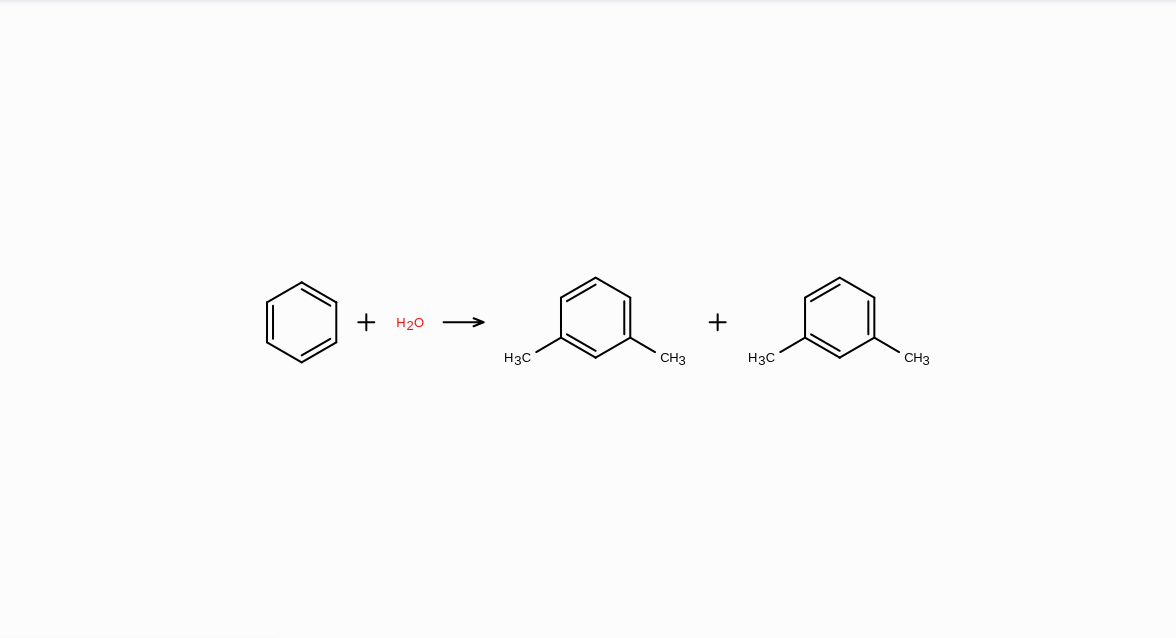 + H2O → H3C CH3 + H3C CH3